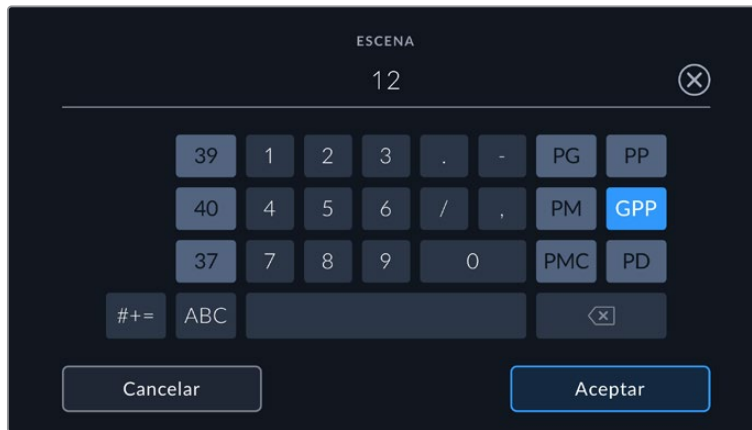 ESCENA
12
39 1 2 3 . - PG PP
40 4 5 6 / , PM GPP
37 7 8 9 0 PMC PD
#+= ABC
Cancelar Aceptar